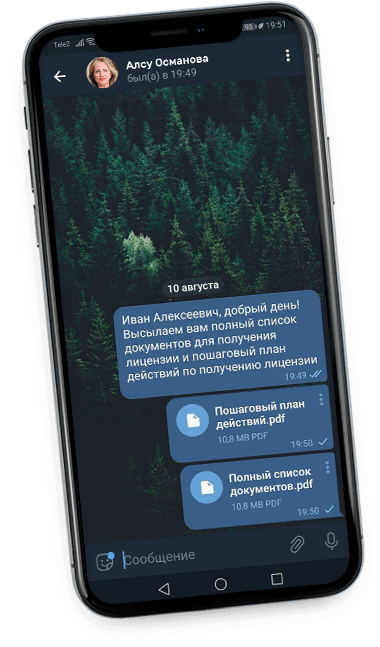 Tele2 93 19:51
Алсу Османова
был(а) в 19:49
10 августа
Иван Алексеевич, добрый день!
Высылаем вам полный список
документов для получения
лицензии и пошаговый план
действий по получению лицензии
19:49
Пошаговый план
действий.pdf
10,8 MB PDF
19:50
Полный список
документов.pdf
10,8 MB PDF
19:50
Сообщение